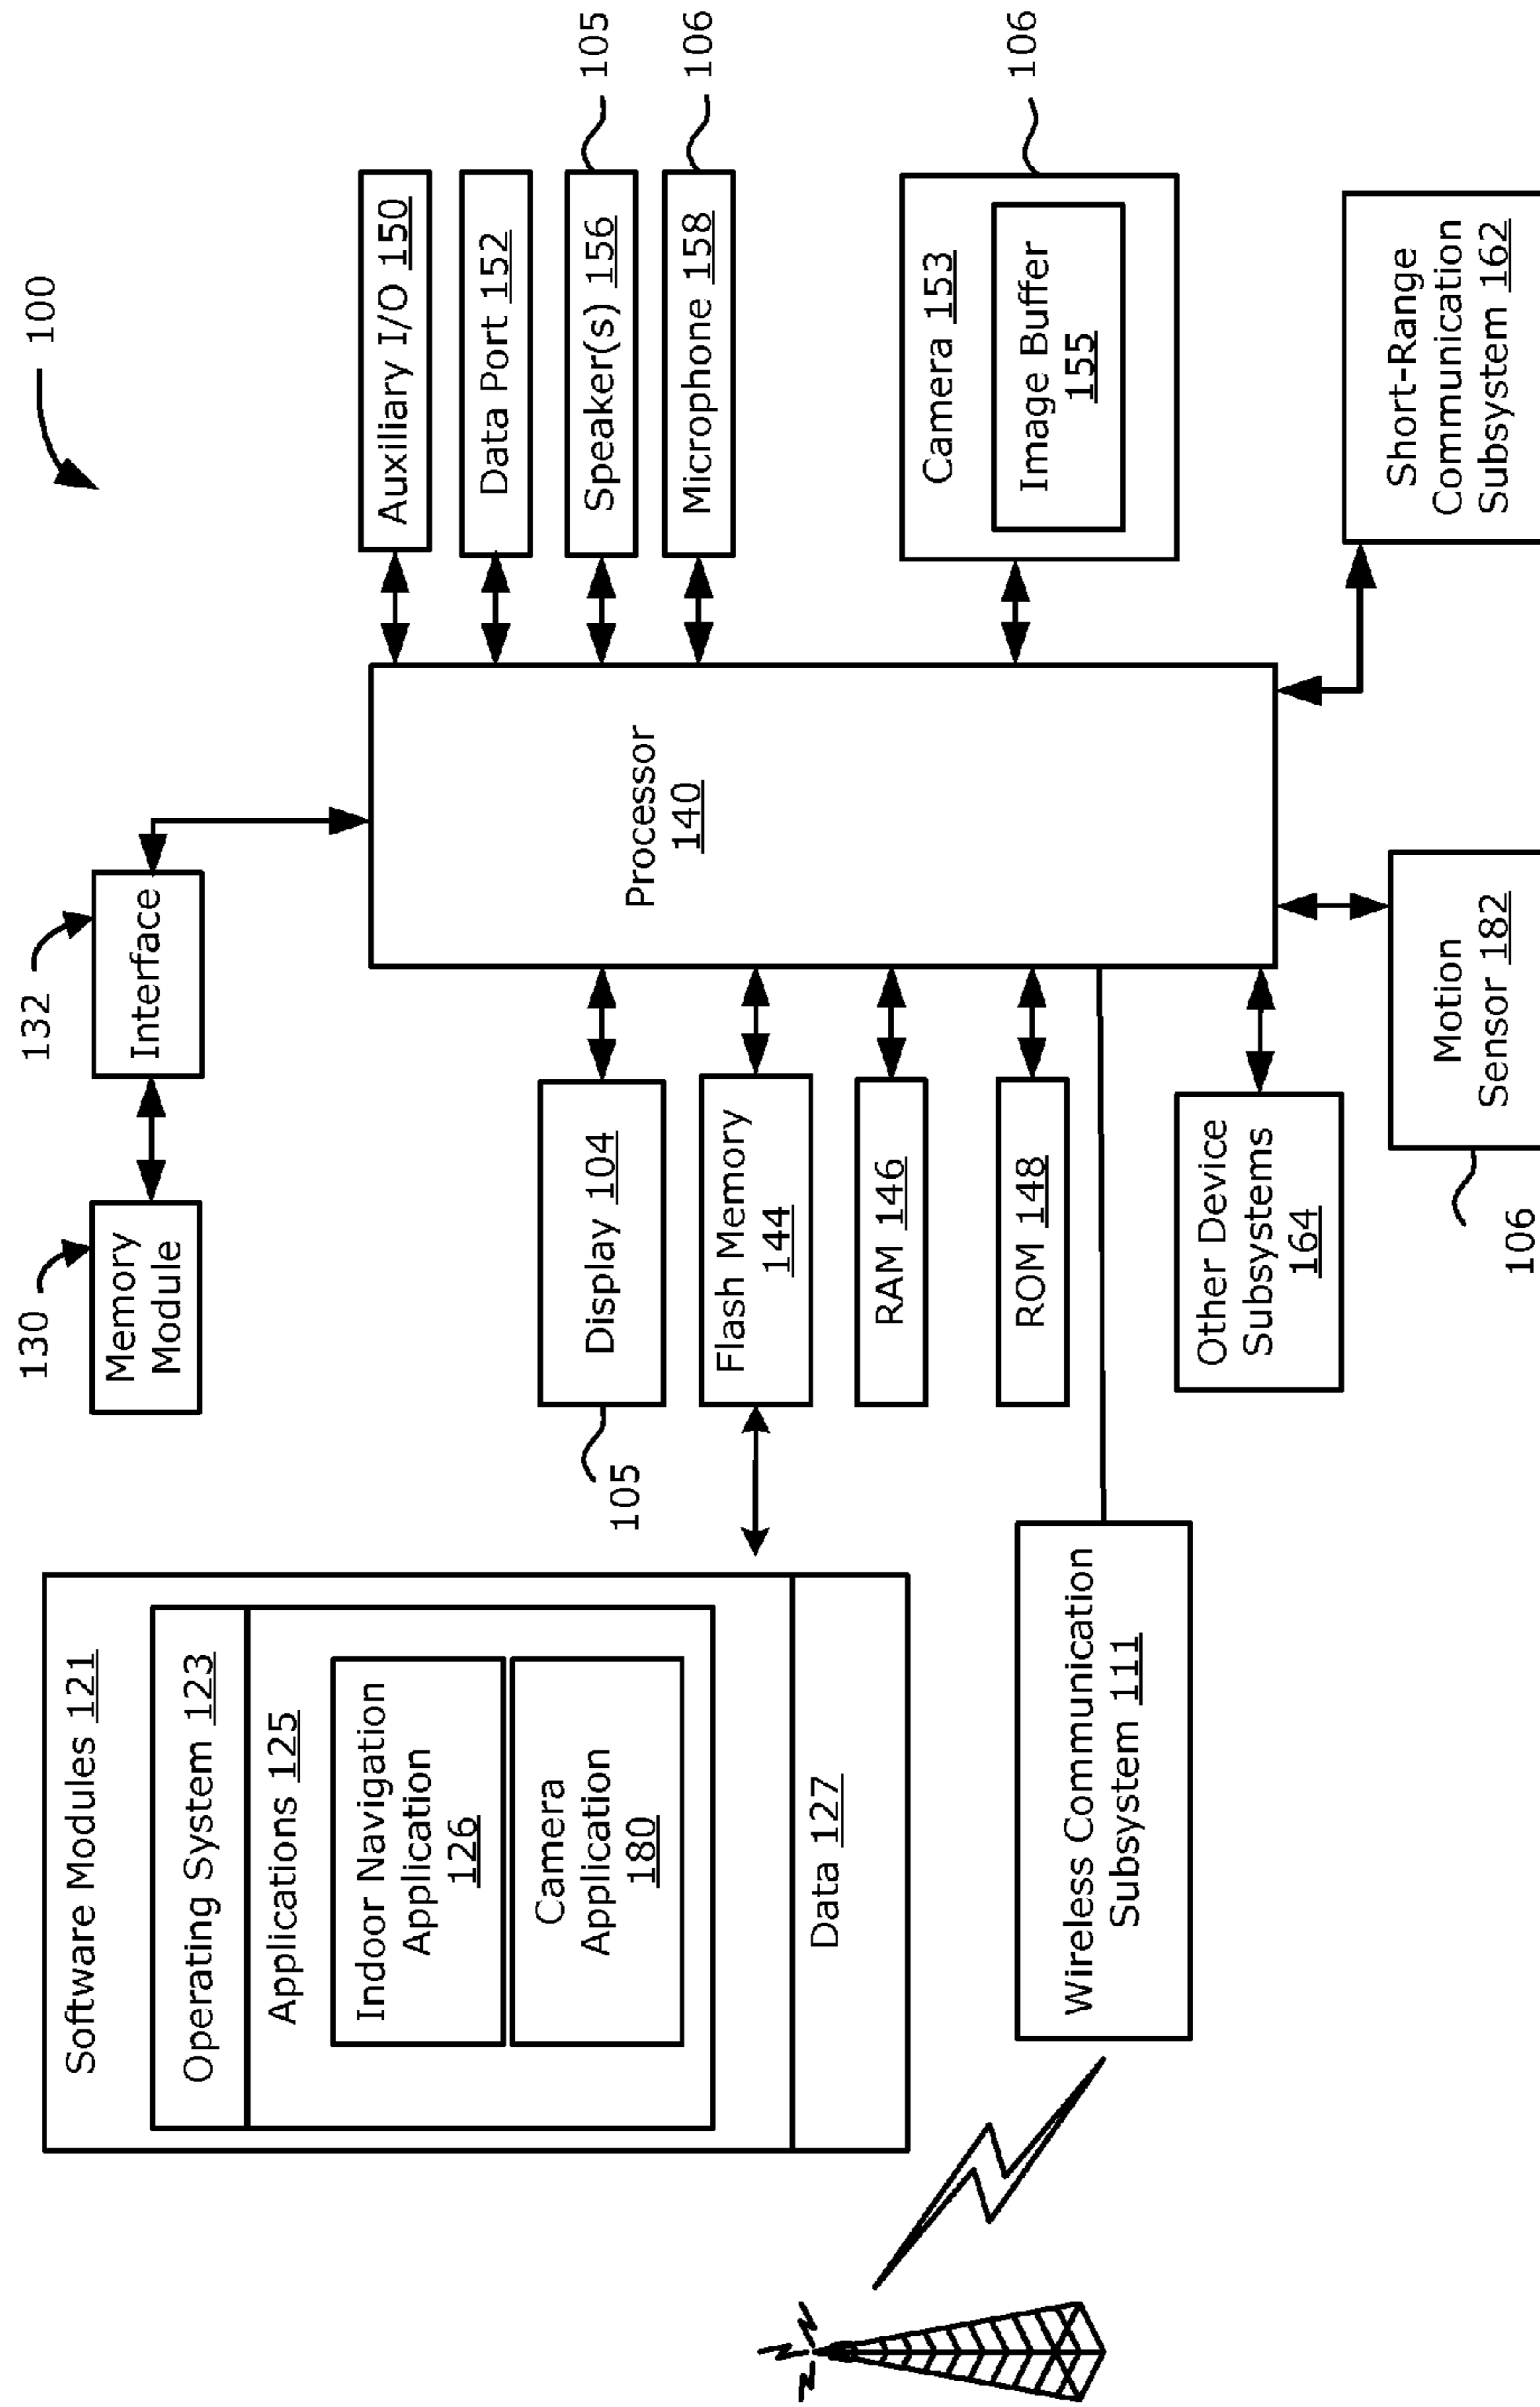 100
130
132
Memory
Module
Interface
Software Modules 121
Operating System 123
Applications 125
Indoor Navigation
Application
126
Camera
Application
180
Data 127
Display 104
105
Flash Memory
144
RAM 146
ROM 148
Wireless Communication
Subsystem 111
Other Device
Subsystems
164
Processor
140
Auxiliary I/O 150
Data Port 152
Speaker(s) 156
105
Microphone 158
106
Camera 153
Image Buffer
155
106
Motion
Sensor 182
106
Short-Range
Communication
Subsystem 162